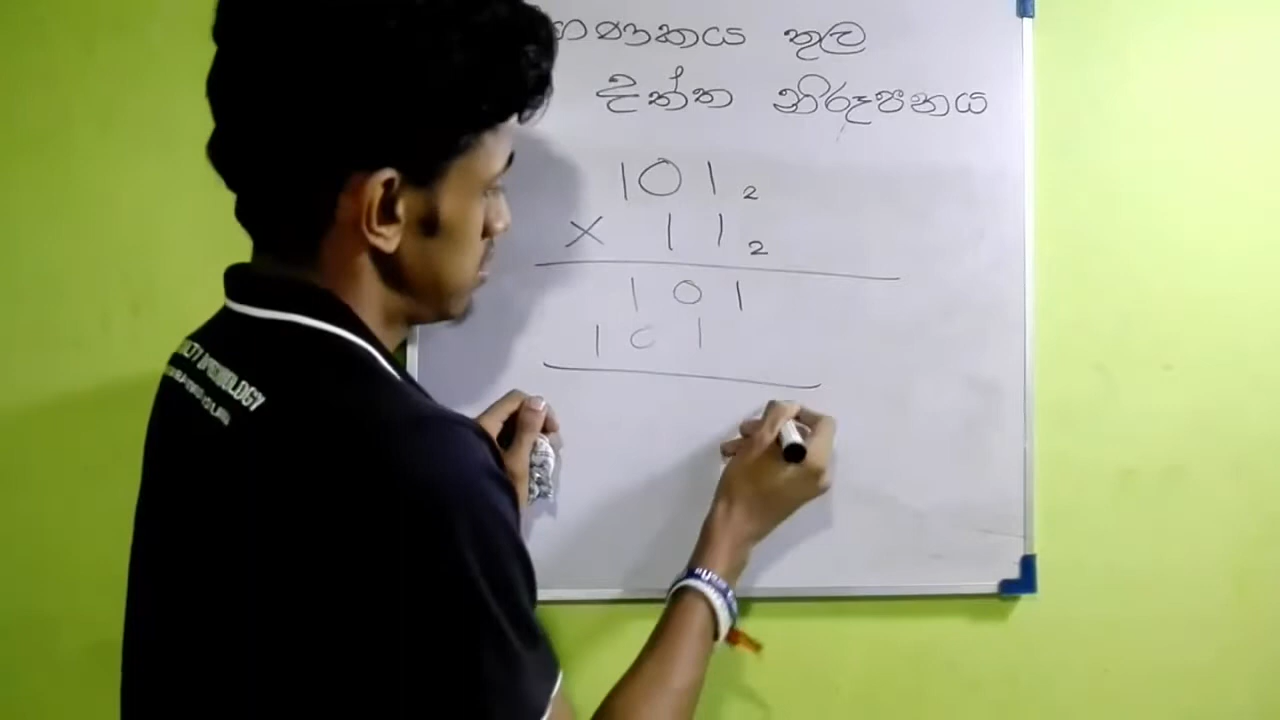 ගණකය තුල
දත්ත නිරූපනය
101₂
× 11₂
101
101